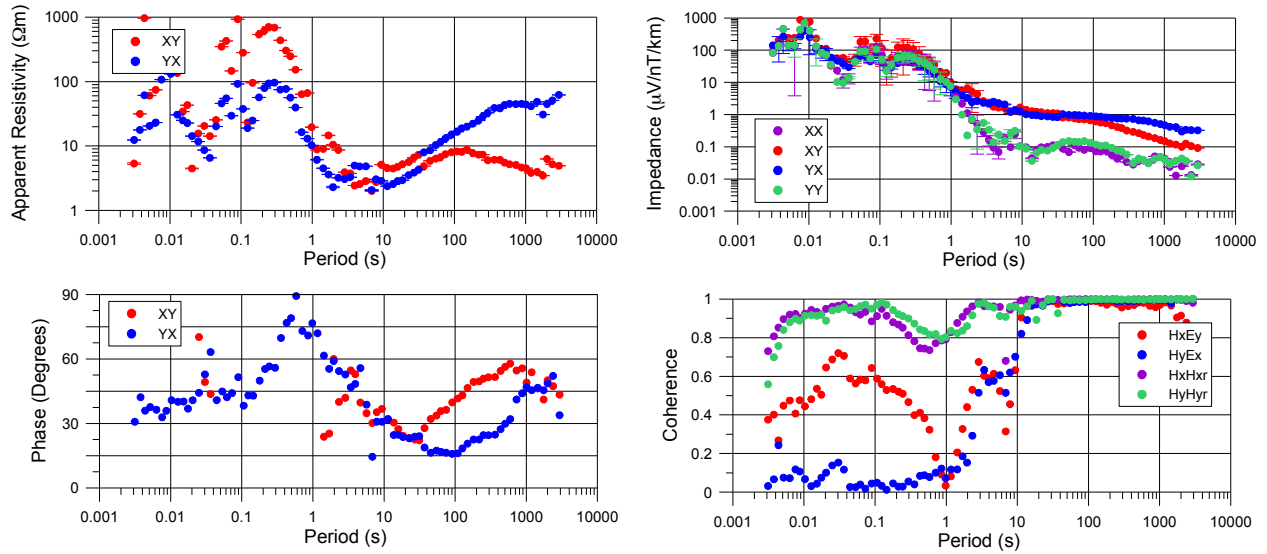 Apparent Resistivity (Ωm)
1000
100
10
1
XY
YX
0.001 0.01 0.1 1 10 100 1000 10000
Period (s)
Impedance (μV/nT/km)
1000
100
10
1
0.1
0.01
0.001
XX
XY
YX
YY
0.001 0.01 0.1 1 10 100 1000 10000
Period (s)
Phase (Degrees)
90
60
30
0
XY
YX
0.001 0.01 0.1 1 10 100 1000 10000
Period (s)
Coherence
1
0.8
0.6
0.4
0.2
0
HxEy
HyEx
HxHxr
HyHyr
0.001 0.01 0.1 1 10 100 1000 10000
Period (s)